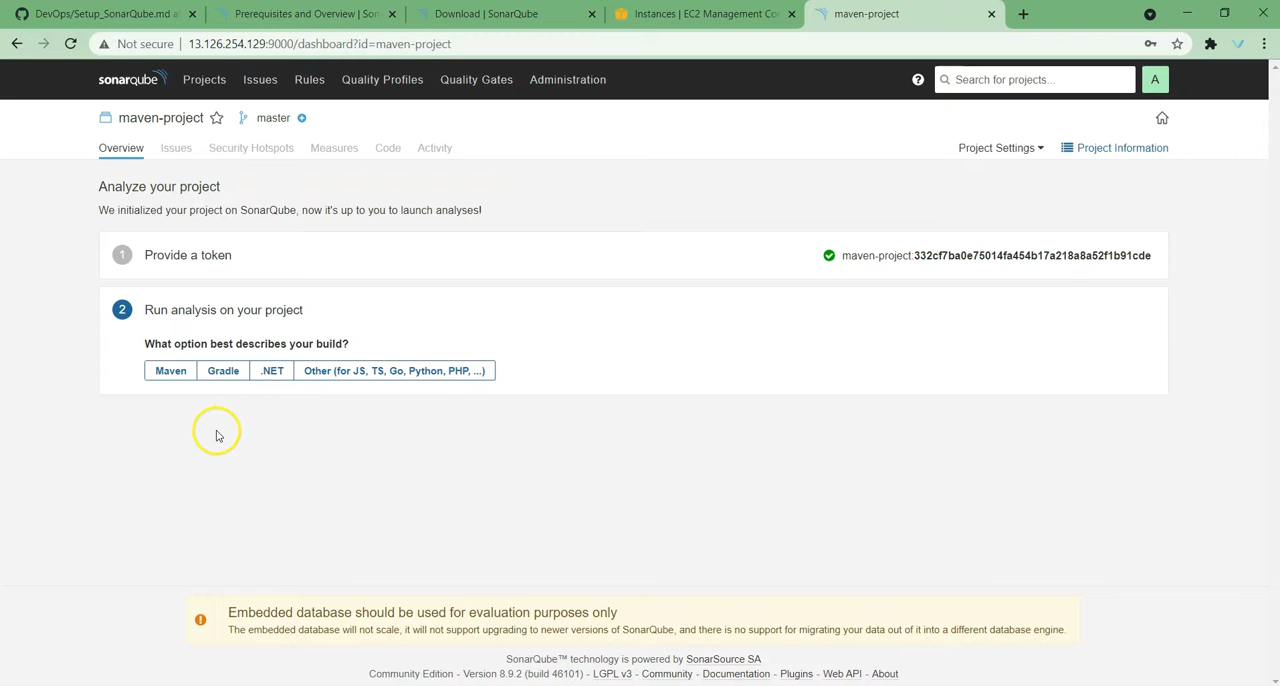 DevOps/Setup_SonarQube.md a
Prerequisites and Overview | Son
Download | SonarQube
Instances | EC2 Management Co
maven-project
Not secure | 13.126.254.129:9000/dashboard?id=maven-project
sonarqube Projects Issues Rules Quality Profiles Quality Gates Administration Search for projects... A
maven-project master
Overview Issues Security Hotspots Measures Code Activity Project Settings Project Information
Analyze your project
We initialized your project on SonarQube, now it's up to you to launch analyses!
1 Provide a token maven-project:332cf7ba0e75014fa454b17a218a8a52f1b91cde
2 Run analysis on your project
What option best describes your build?
Maven Gradle .NET Other (for JS, TS, Go, Python, PHP, ...)
Embedded database should be used for evaluation purposes only
The embedded database will not scale, it will not support upgrading to newer versions of SonarQube, and there is no support for migrating your data out of it into a different database engine.
SonarQube™ technology is powered by SonarSource SA
Community Edition - Version 8.9.2 (build 46101) - LGPL v3 - Community - Documentation - Plugins - Web API - About